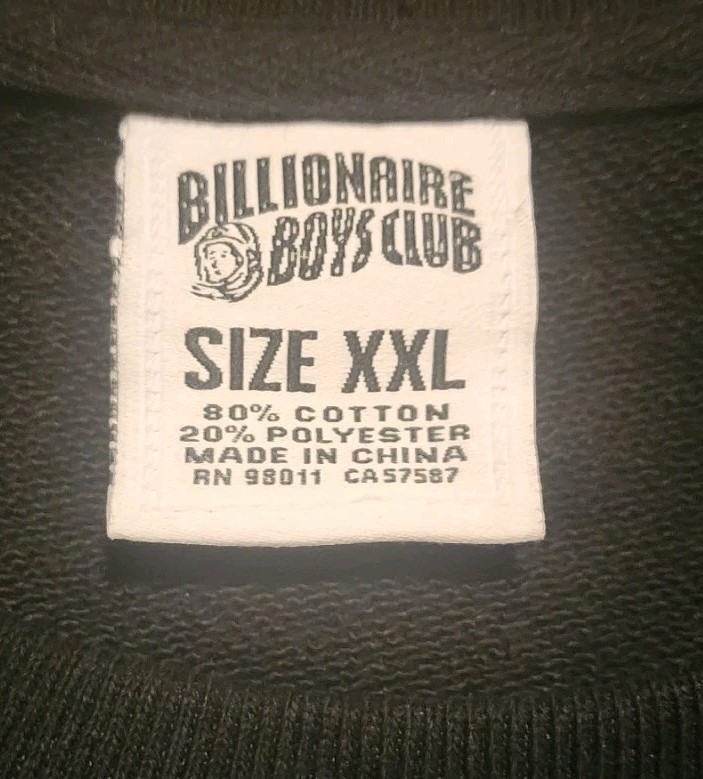 BILLIONAIRE
BOYS CLUB
SIZE XXL
80% COTTON
20% POLYESTER
MADE IN CHINA
RN 98011 CA57587